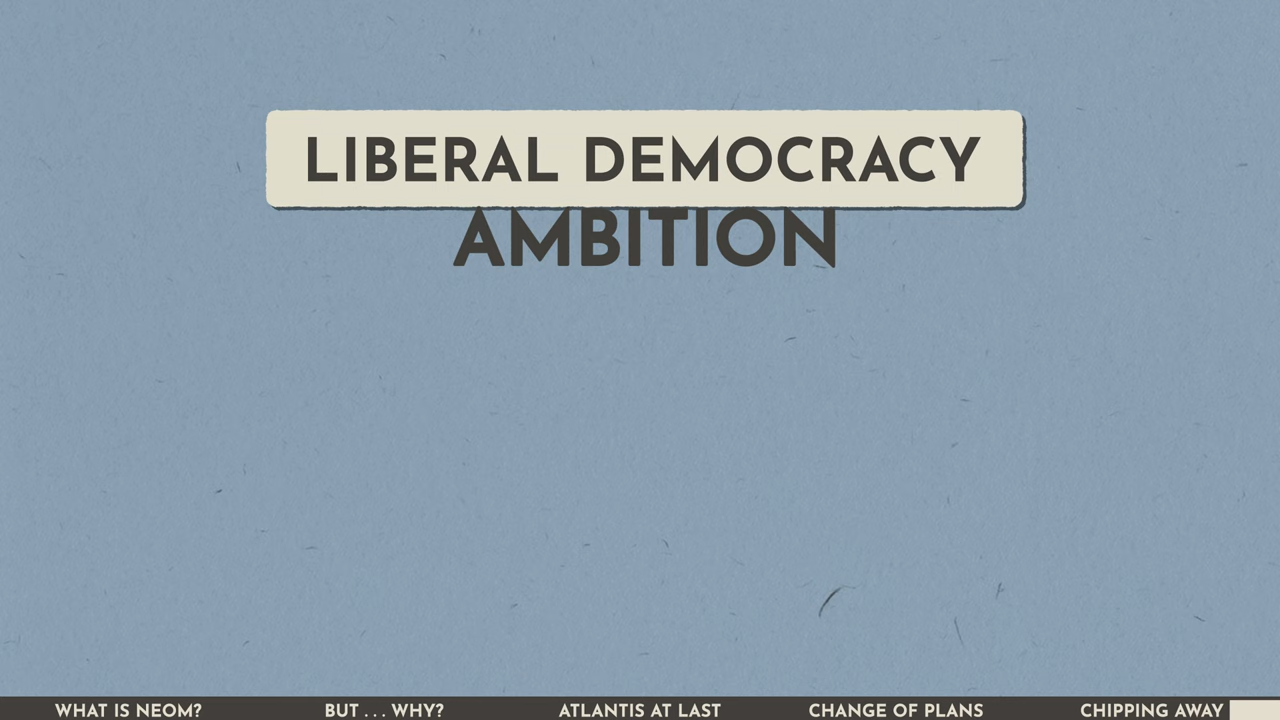 LIBERAL DEMOCRACY
AMBITION
WHAT IS NEOM?
BUT . . . WHY?
ATLANTIS AT LAST
CHANGE OF PLANS
CHIPPING AWAY